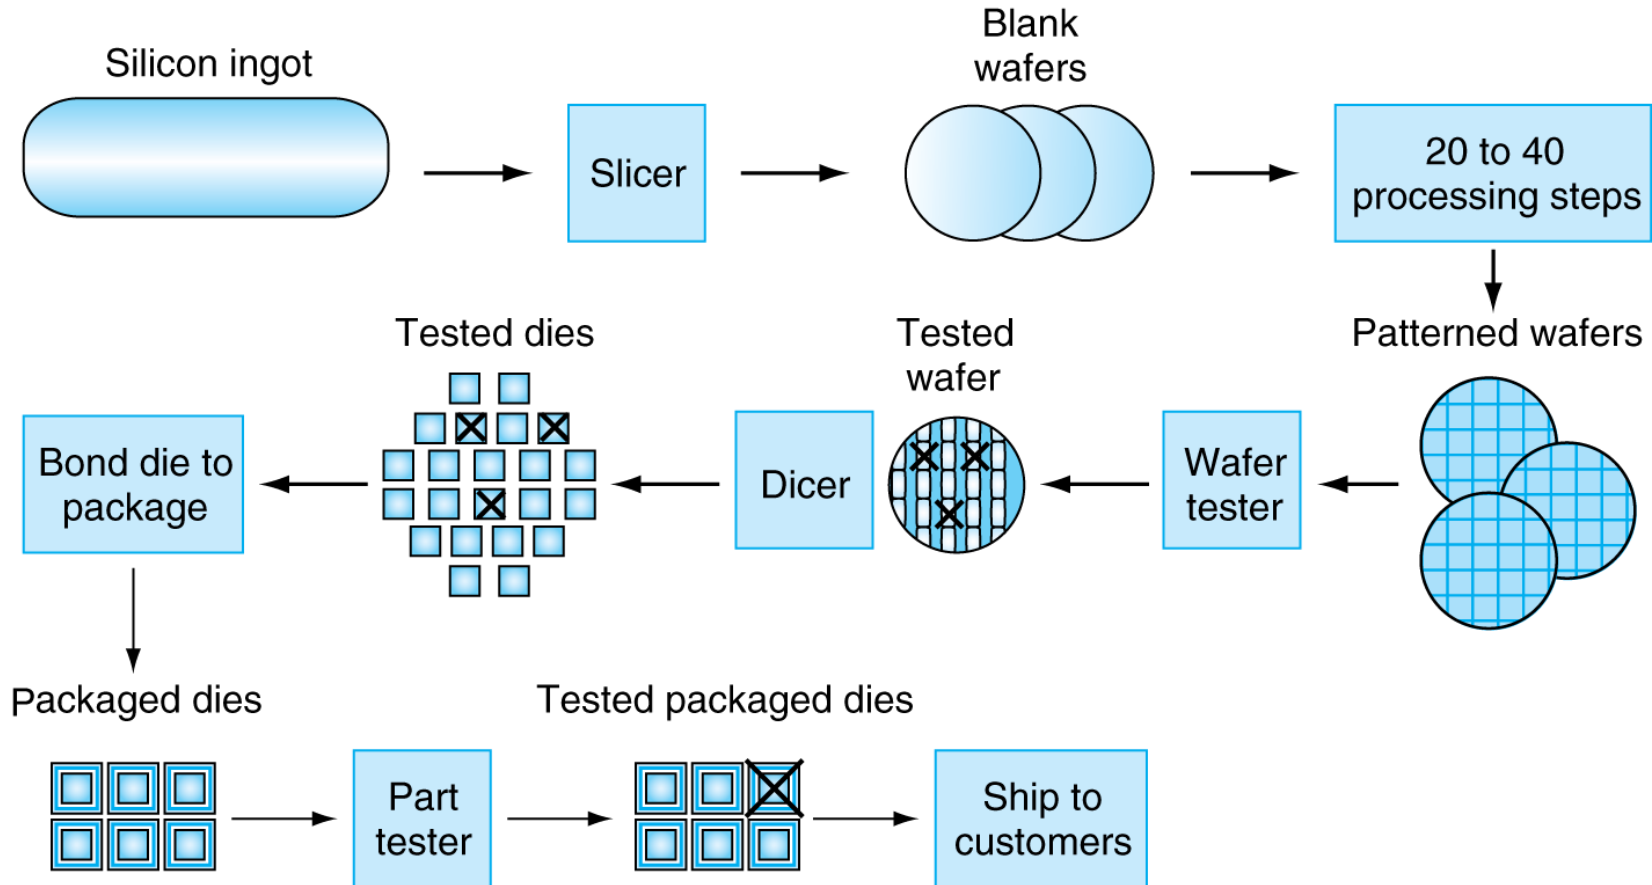 Silicon ingot
Slicer
Blank
wafers
20 to 40
processing steps
Patterned wafers
Wafer
tester
Tested
wafer
Dicer
Tested dies
Bond die to
package
Packaged dies
Part
tester
Tested packaged dies
Ship to
customers